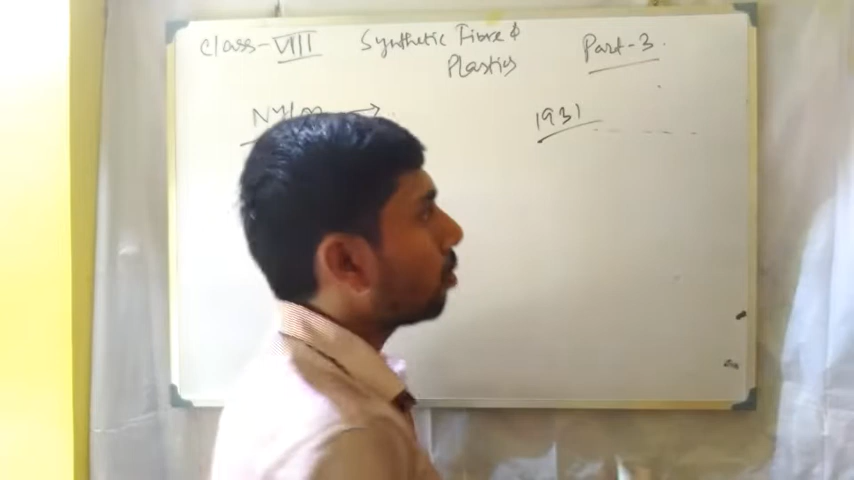 Class-VIII Synthetic Fibre & Part-3
Plastics
Nylon → 1931